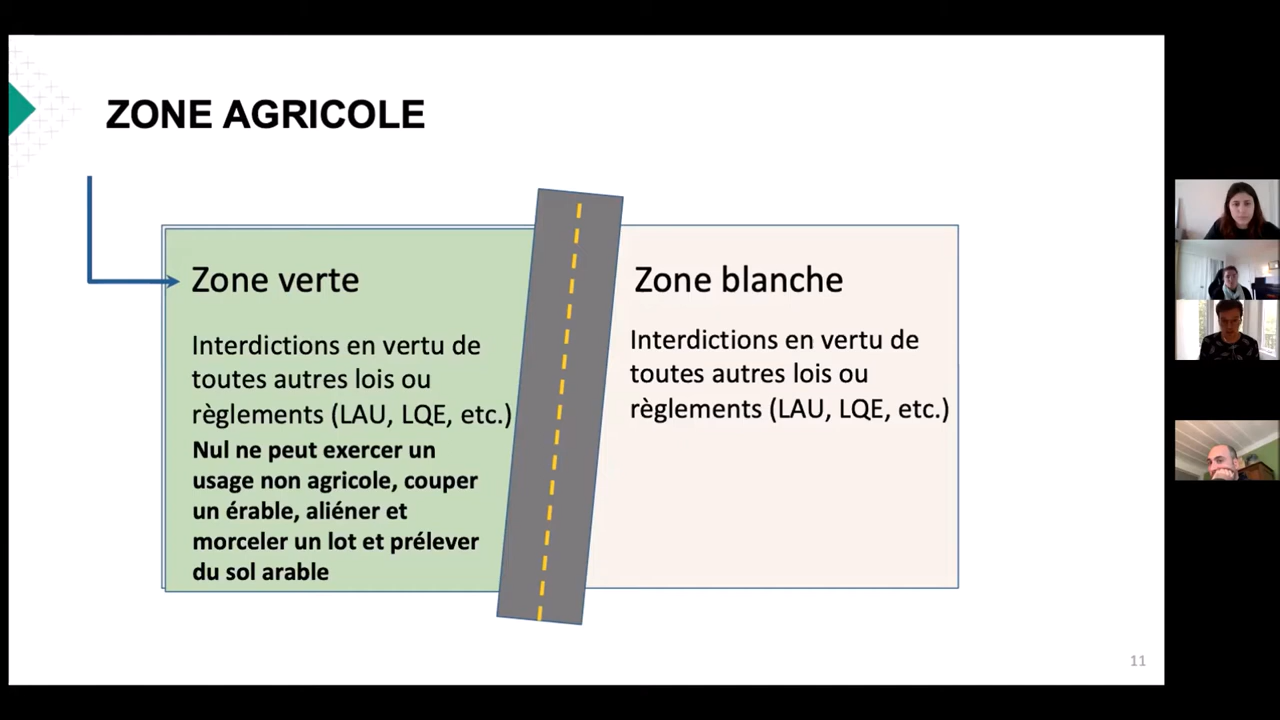 ZONE AGRICOLE
Zone verte
Interdictions en vertu de
toutes autres lois ou
règlements (LAU, LQE, etc.)
Nul ne peut exercer un
usage non agricole, couper
un érable, aliéner et
morceler un lot et prélever
du sol arable
Zone blanche
Interdictions en vertu de
toutes autres lois ou
règlements (LAU, LQE, etc.)
11